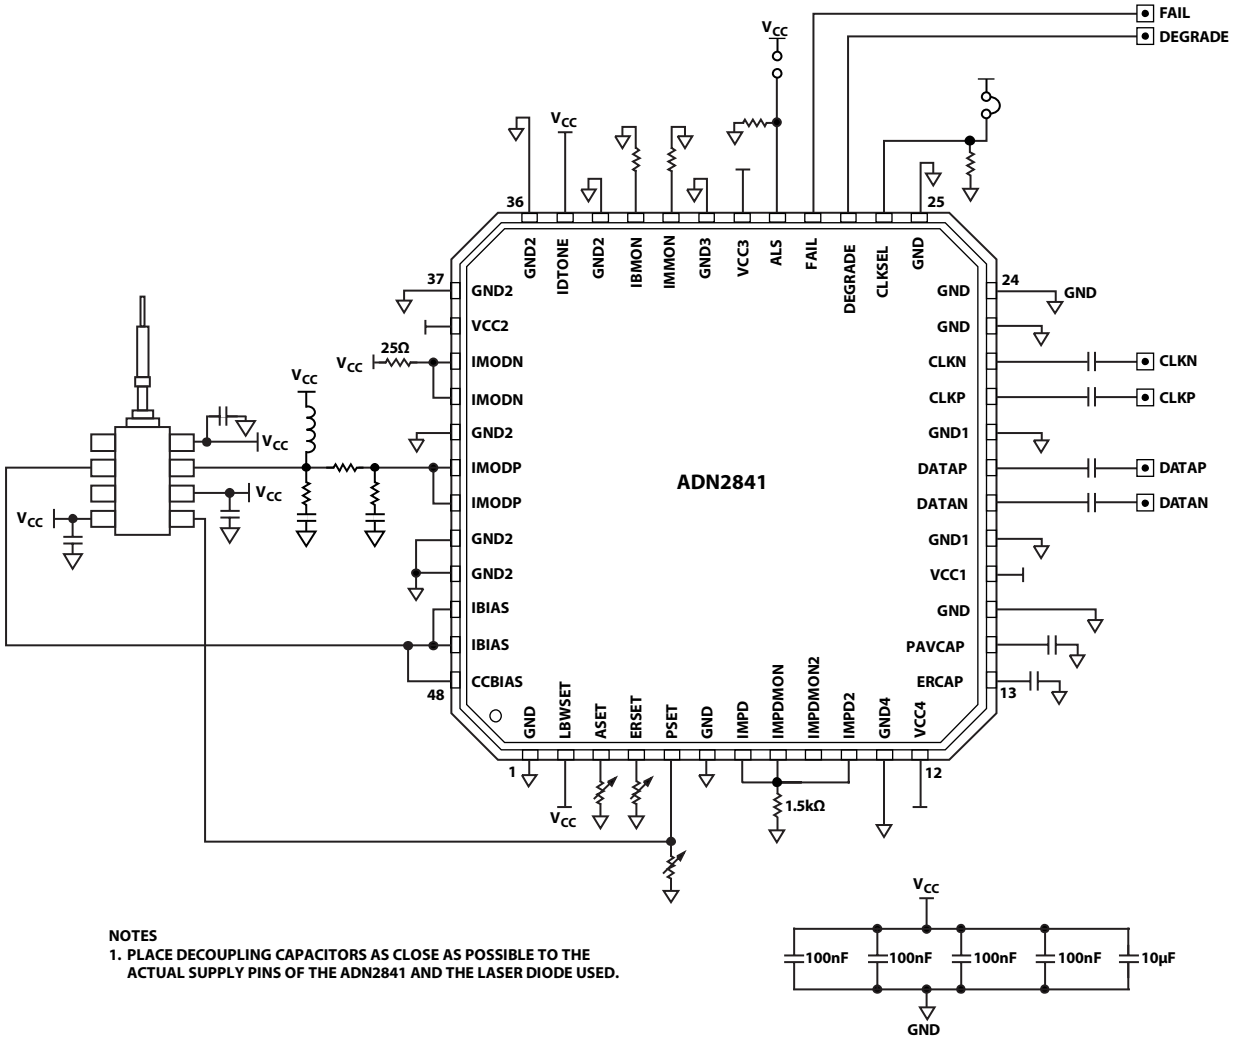 FAIL
DEGRADE
VCC
VCC
36
25
GND2
IDTONE
GND2
IBMON
IMMON
GND3
VCC3
ALS
FAIL
DEGRADE
CLKSEL
GND
37
GND2
VCC2
VCC
25Ω
IMODN
IMODN
GND2
VCC
VCC
IMODP
IMODP
VCC
VCC
GND2
GND2
IBIAS
IBIAS
CCBIAS
48
ADN2841
24
GND
GND
GND
CLKN
CLKN
CLKP
CLKP
GND1
DATAP
DATAP
DATAN
DATAN
GND1
VCC1
GND
PAVCAP
ERCAP
13
GND
LBWSET
ASET
ERSET
PSET
GND
IMPD
IMPDMON
IMPDMON2
IMPD2
GND4
VCC4
1
12
VCC
1.5kΩ
NOTES
1. PLACE DECOUPLING CAPACITORS AS CLOSE AS POSSIBLE TO THE
ACTUAL SUPPLY PINS OF THE ADN2841 AND THE LASER DIODE USED.
VCC
100nF
100nF
100nF
100nF
10µF
GND